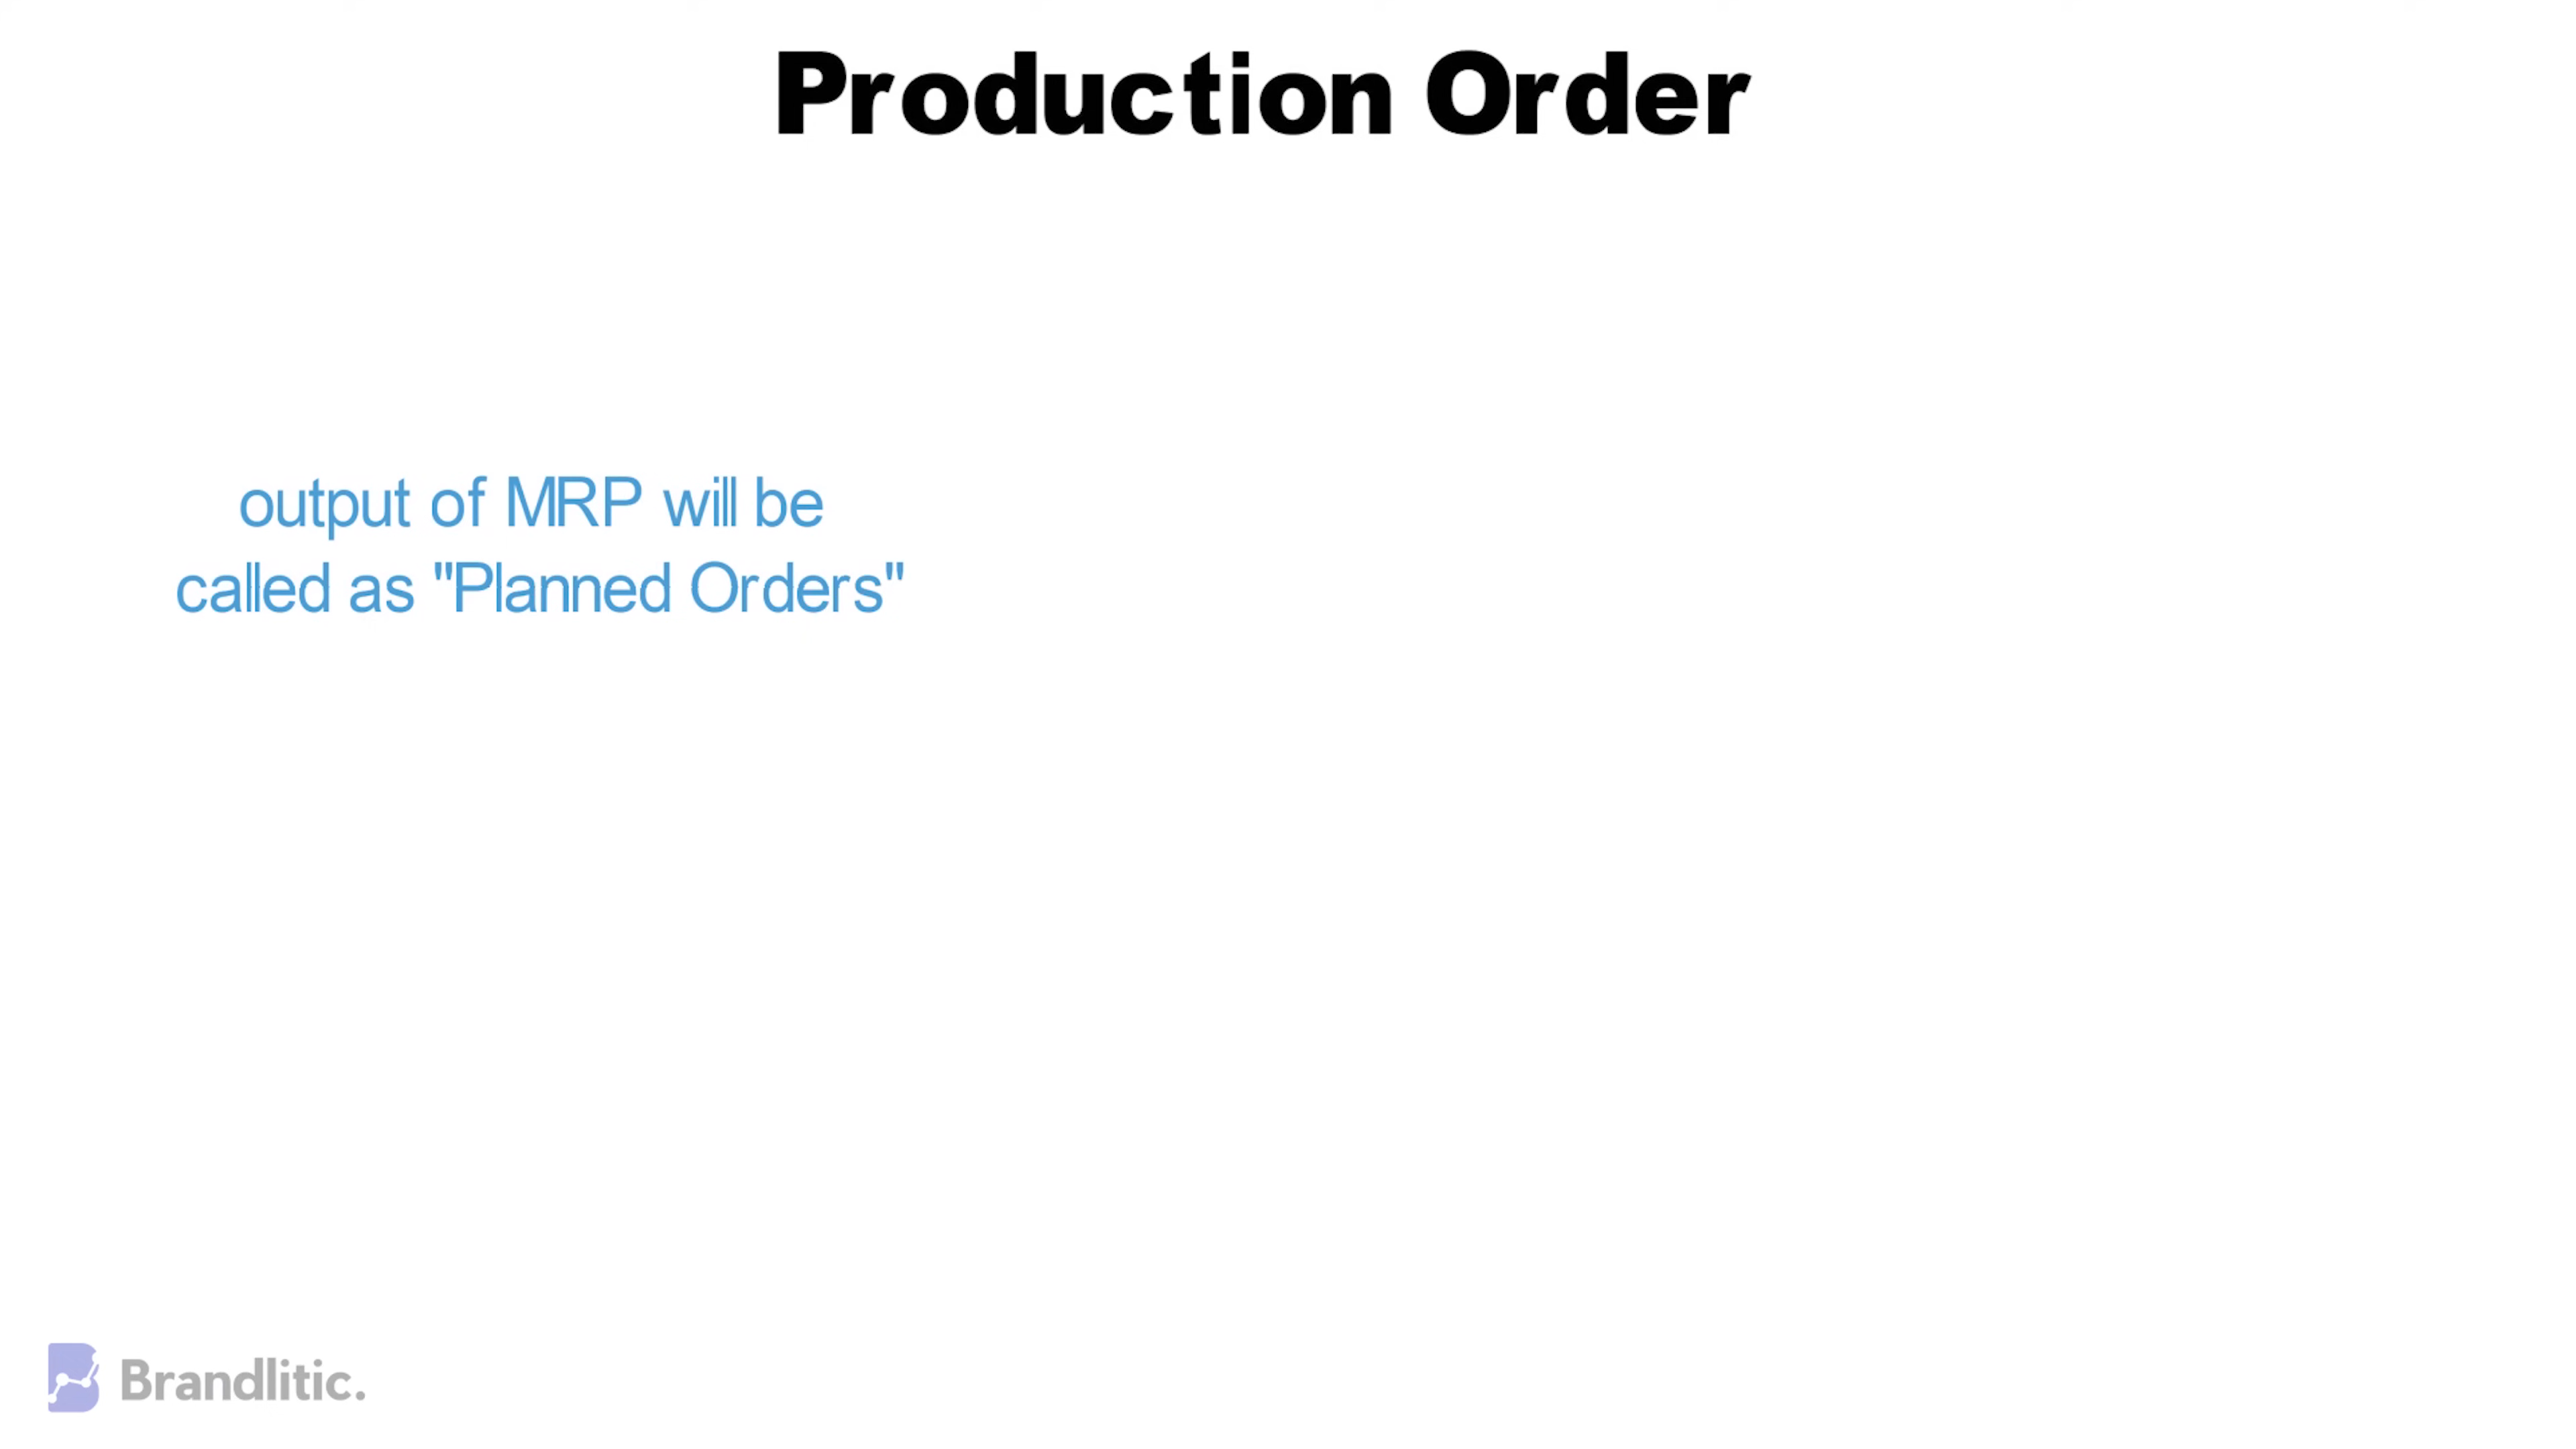 Production Order
output of MRP will be
called as "Planned Orders"
Brandlitic.